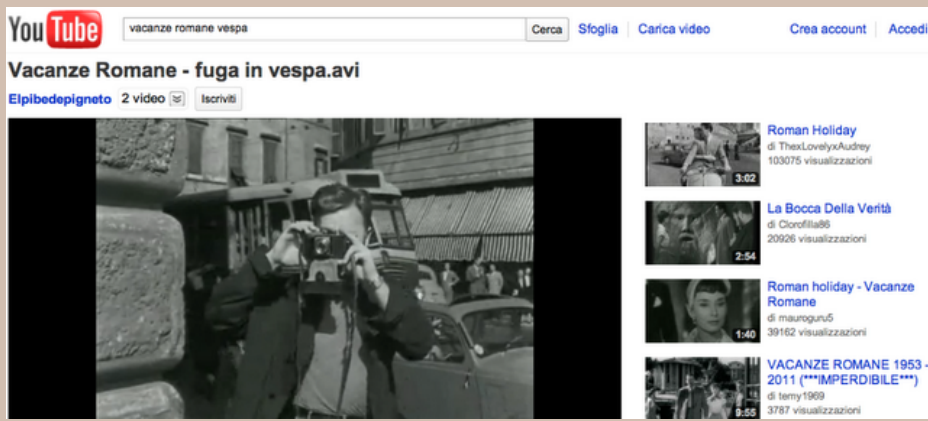 YouTube
vacanze romane vespa
Cerca
Sfoglia
Carica video
Crea account
Accedi
Vacanze Romane - fuga in vespa.avi
Elpibedepigneto
2 video
Iscriviti
Roman Holiday
di ThexLovelyxAudrey
103075 visualizzazioni
3:02
La Bocca Della Verità
di Clorofilla86
20926 visualizzazioni
2:54
Roman holiday - Vacanze
Romane
di mauroguru5
39162 visualizzazioni
1:40
VACANZE ROMANE 1953 -
2011 (***IMPERDIBILE***)
di temy1969
3787 visualizzazioni
9:55